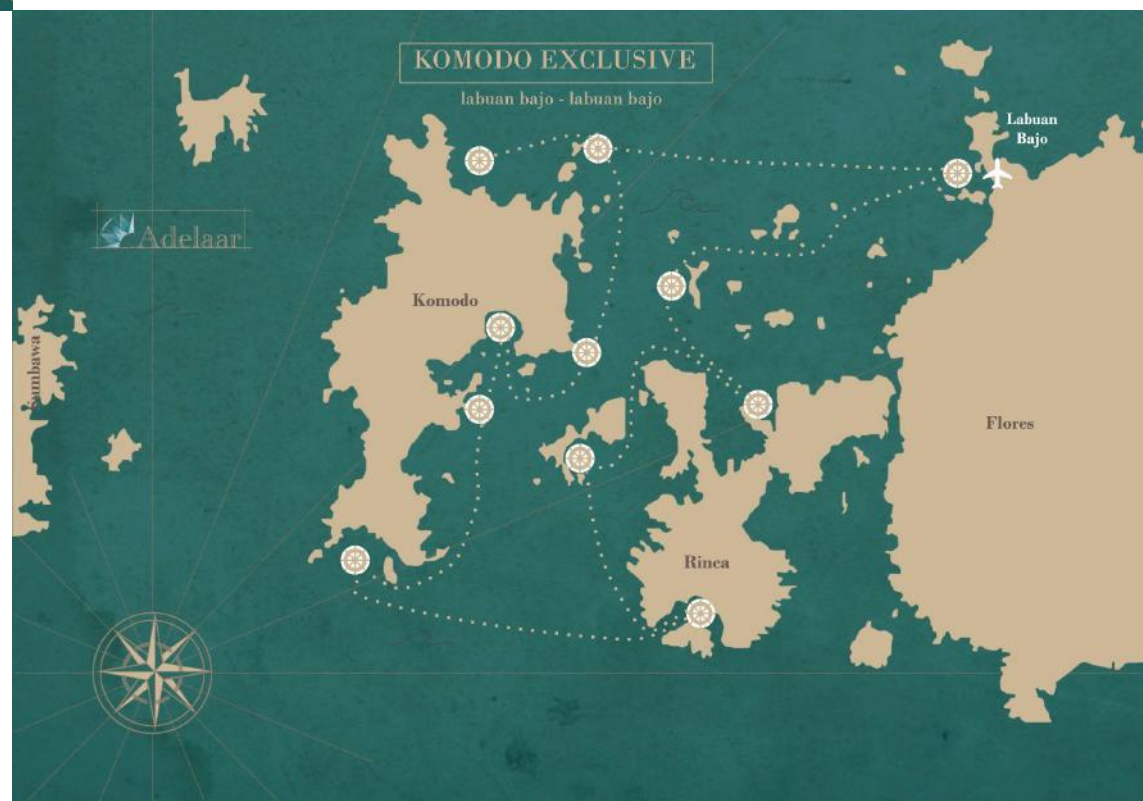 KOMODO EXCLUSIVE
labuan bajo - labuan bajo
Labuan
Bajo
Adelaar
Komodo
Sumbawa
Flores
Rinca